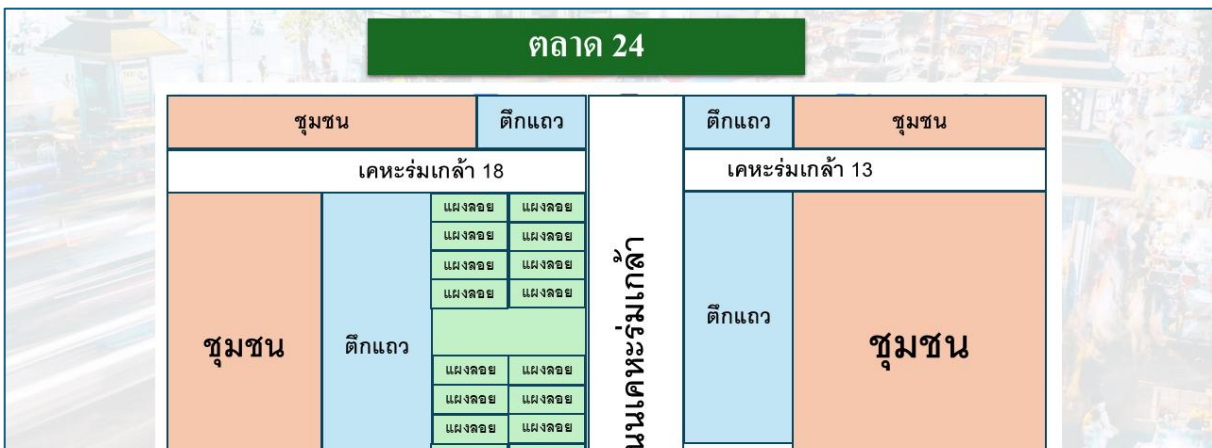 ตลาด 24
ชุมชน ตึกแถว ตึกแถว ชุมชน
เคหะร่มเกล้า 18 เคหะร่มเกล้า 13
แผงลอย แผงลอย
แผงลอย แผงลอย
แผงลอย แผงลอย
แผงลอย แผงลอย
ชุมชน ตึกแถว ตึกแถว ชุมชน
แผงลอย แผงลอย
แผงลอย แผงลอย
แผงลอย แผงลอย
นนเคหะร่มเกล้า